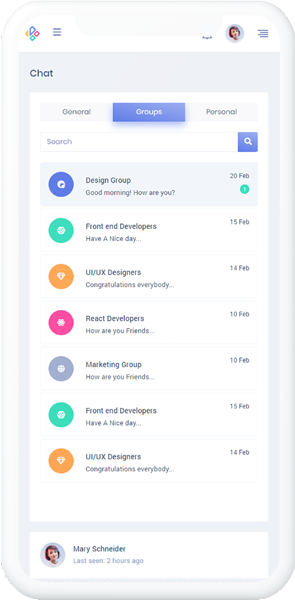 Chat
General Groups Personal
Search
Design Group 20 Feb
Good morning! How are you? 1
Front end Developers 15 Feb
Have A Nice day...
UI/UX Designers 14 Feb
Congratulations everybody...
React Developers 10 Feb
How are you Friends...
Marketing Group 10 Feb
How are you Friends...
Front end Developers 15 Feb
Have A Nice day...
UI/UX Designers 14 Feb
Congratulations everybody...
Mary Schneider
Last seen: 2 hours ago